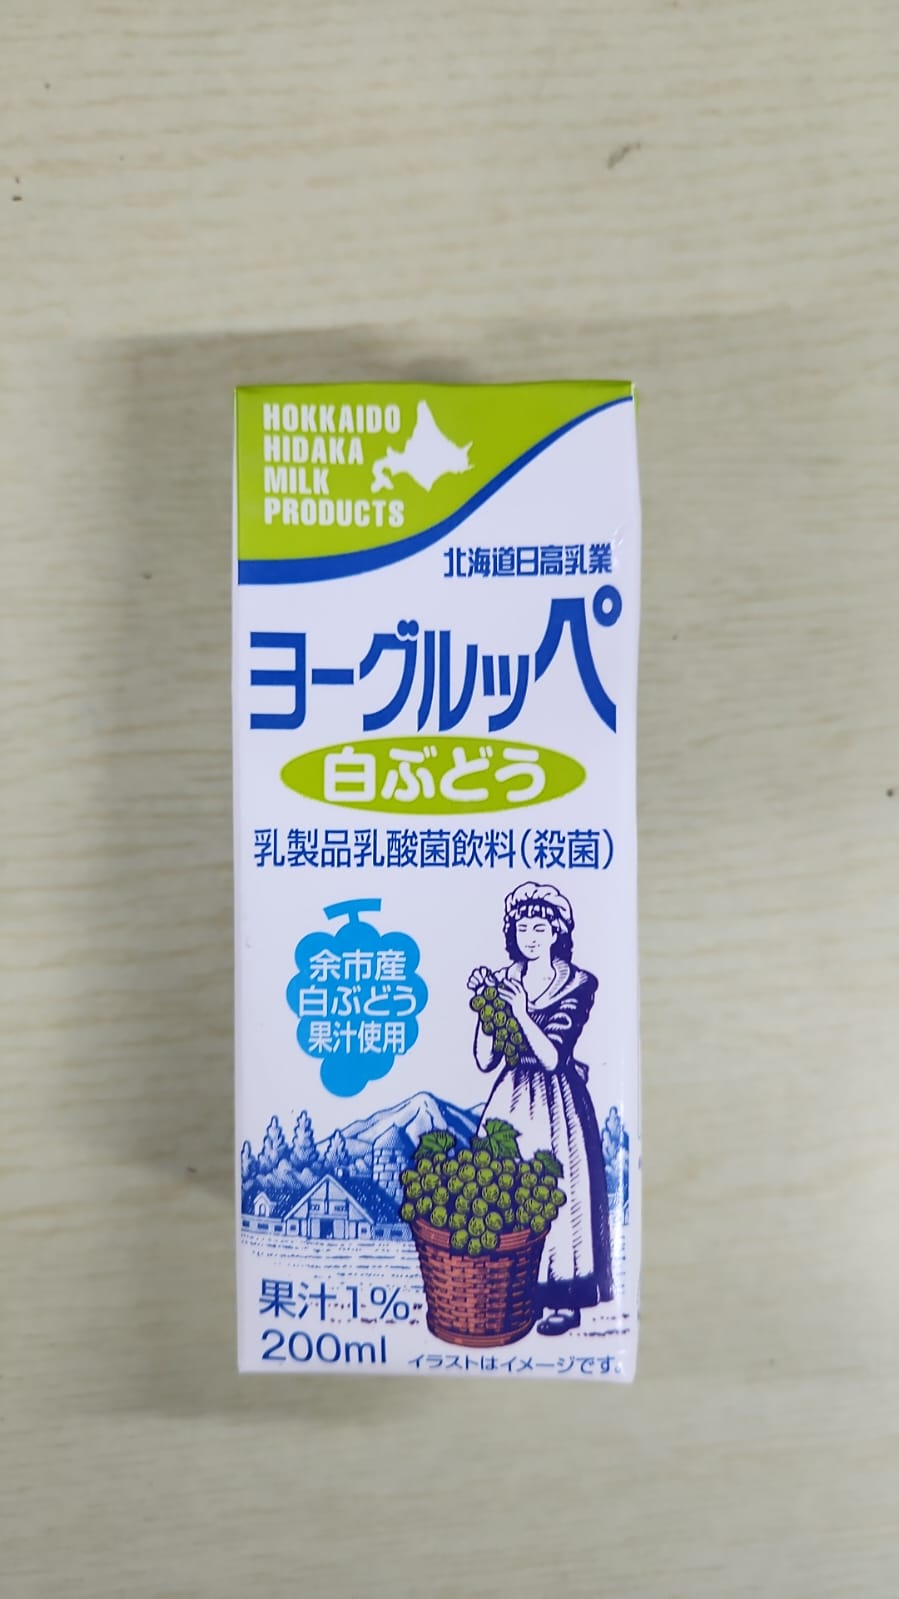 HOKKAIDO
HIDAKA
MILK
PRODUCTS
北海道日高乳業
ヨーグルッペ
白ぶどう
乳製品乳酸菌飲料(殺菌)
余市産
白ぶどう
果汁使用
果汁1%
200ml
イラストはイメージです。